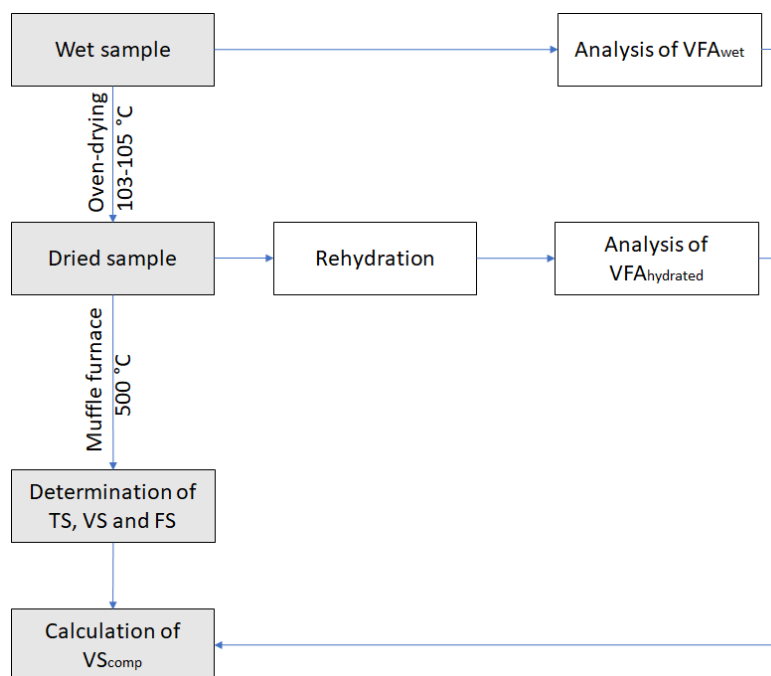 Wet sample
Analysis of VFAwet
Oven-drying
103-105 °C
Dried sample
Rehydration
Analysis of
VFAhydrated
Muffle furnace
500 °C
Determination of
TS, VS and FS
Calculation of
VScomp